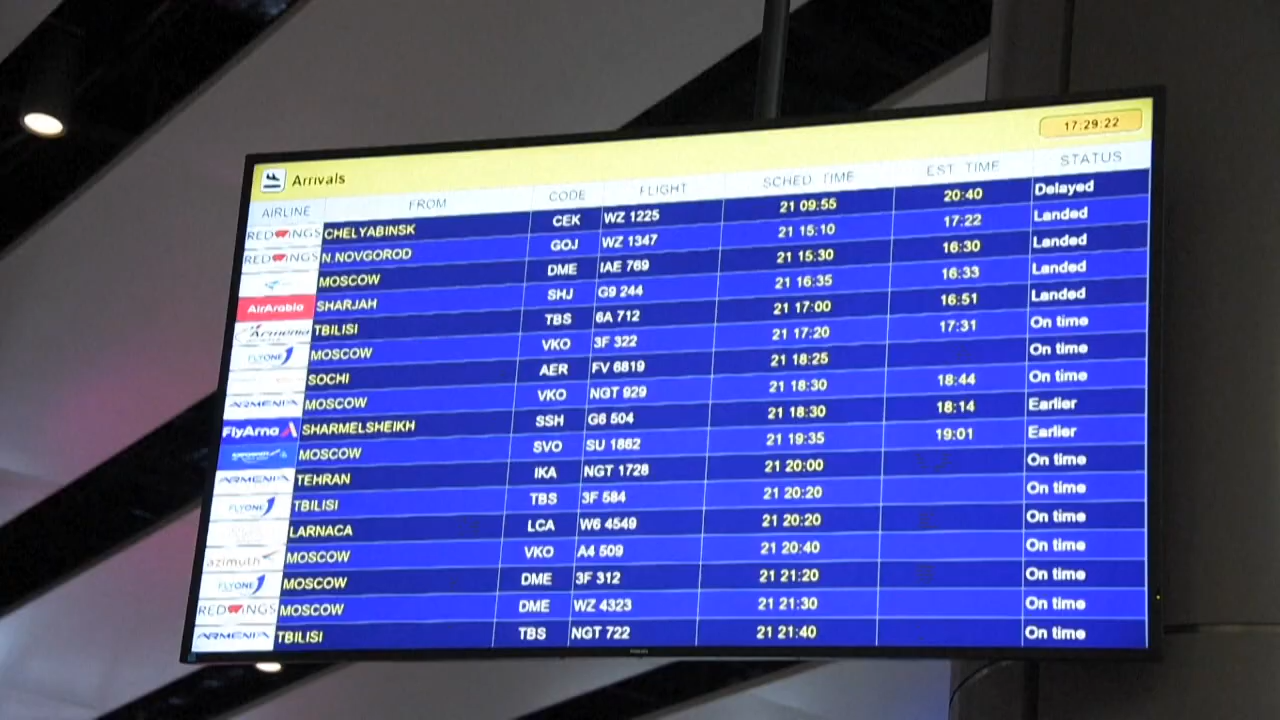 Arrivals 17:29:22
AIRLINE FROM CODE FLIGHT SCHED. TIME EST. TIME STATUS
REDWINGS CHELYABINSK CEK WZ 1225 21 09:55 20:40 Delayed
REDWINGS N.NOVGOROD GOJ WZ 1347 21 15:10 17:22 Landed
MOSCOW DME IAE 769 21 15:30 16:30 Landed
AirArabia SHARJAH SHJ G9 244 21 16:35 16:33 Landed
Armenia TBILISI TBS 6A 712 21 17:00 16:51 Landed
FLYONE MOSCOW VKO 3F 322 21 17:20 17:31 On time
SOCHI AER FV 6819 21 18:25 On time
ARMENIA MOSCOW VKO NGT 929 21 18:30 18:44 On time
FlyArna SHARMELSHEIKH SSH G6 504 21 18:30 18:14 Earlier
MOSCOW SVO SU 1862 21 19:35 19:01 Earlier
ARMENIA TEHRAN IKA NGT 1728 21 20:00 On time
FLYONE TBILISI TBS 3F 584 21 20:20 On time
LARNACA LCA W6 4549 21 20:20 On time
azimuth MOSCOW VKO A4 509 21 20:40 On time
FLYONE MOSCOW DME 3F 312 21 21:20 On time
REDWINGS MOSCOW DME WZ 4323 21 21:30 On time
ARMENIA TBILISI TBS NGT 722 21 21:40 On time
PHILIPS